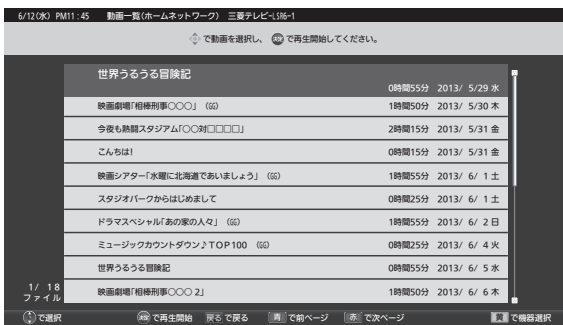 6/12(水) PM11:45 動画一覧(ホームネットワーク) 三菱テレビ-LSR6-1
で動画を選択し、 決定 で再生開始してください。
世界うるうる冒険記
0時間55分 2013/ 5/29 水
映画劇場「相棒刑事○○○」 (GG) 1時間50分 2013/ 5/30 木
今夜も熱闘スタジアム「○○対□□□□」 2時間15分 2013/ 5/31 金
こんちは! 0時間15分 2013/ 5/31 金
映画シアター「水曜に北海道であいましょう」 (GG) 1時間55分 2013/ 6/ 1 土
スタジオパークからはじめまして 0時間25分 2013/ 6/ 1 土
ドラマスペシャル「あの家の人々」 (GG) 1時間55分 2013/ 6/ 2 日
ミュージックカウントダウン♪TOP100 (GG) 0時間25分 2013/ 6/ 4 火
世界うるうる冒険記 0時間55分 2013/ 6/ 5 水
映画劇場「相棒刑事○○○ 2」 1時間50分 2013/ 6/ 6 木
1/ 18
ファイル
で選択 決定 で再生開始 戻る で戻る 青 で前ページ 赤 で次ページ 黄 で機器選択